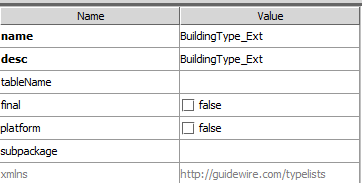 Name Value
name BuildingType_Ext
desc BuildingType_Ext
tableName
final false
platform false
subpackage
xmlns http://guidewire.com/typelists